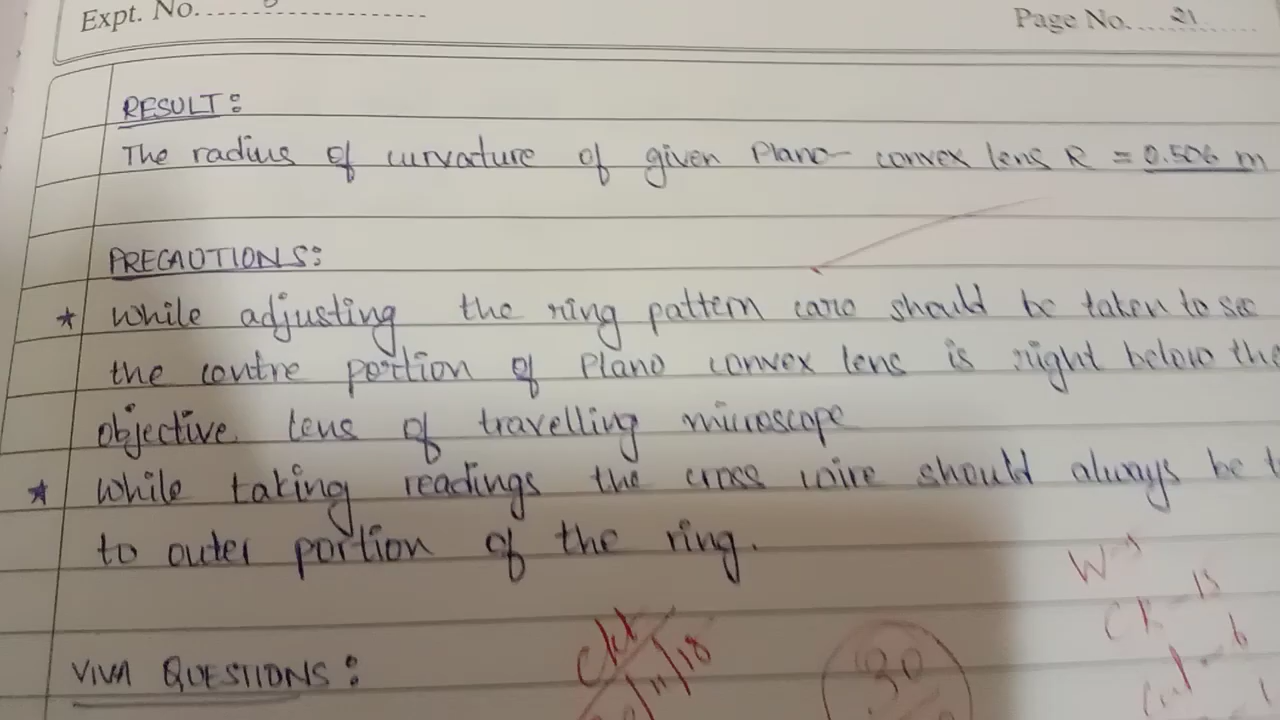 Expt. No.
Page No. 21
RESULT:
The radius of curvature of given Plano-convex lens R = 0.506 m
PRECAUTIONS:
★ while adjusting the ring pattern care should be taken to see
the centre portion of Plano convex lens is right below the
objective lens of travelling microscope
★ while taking readings the cross wire should always be
to outer portion of the ring.
VIVA QUESTIONS:
30